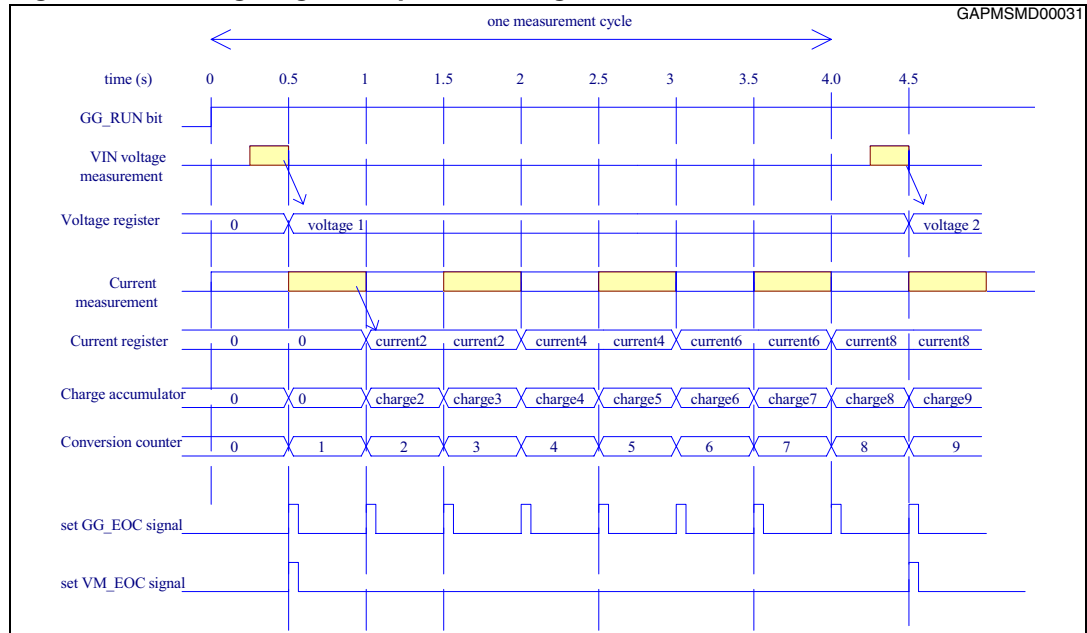 GAPMSMD00031
one measurement cycle
time (s) 0 0.5 1 1.5 2 2.5 3 3.5 4.0 4.5
GG_RUN bit
VIN voltage
measurement
Voltage register 0 voltage 1 voltage 2
Current
measurement
Current register 0 0 current2 current2 current4 current4 current6 current6 current8 current8
Charge accumulator 0 0 charge2 charge3 charge4 charge5 charge6 charge7 charge8 charge9
Conversion counter 0 1 2 3 4 5 6 7 8 9
set GG_EOC signal
set VM_EOC signal